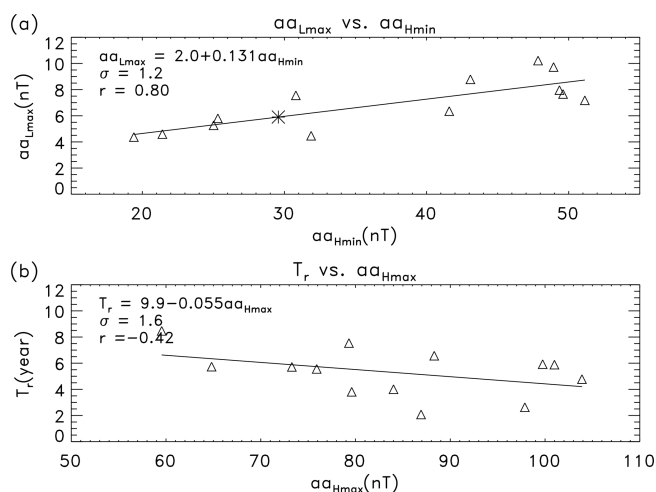 (a)
aa_Lmax vs. aa_Hmin
aa_Lmax = 2.0+0.131aa_Hmin
σ = 1.2
r = 0.80
aa_Lmax(nT)
12
10
8
6
4
2
0
20 30 40 50
aa_Hmin(nT)
(b)
T_r vs. aa_Hmax
T_r = 9.9−0.055aa_Hmax
σ = 1.6
r =−0.42
T_r(year)
12
10
8
6
4
2
0
50 60 70 80 90 100 110
aa_Hmax(nT)